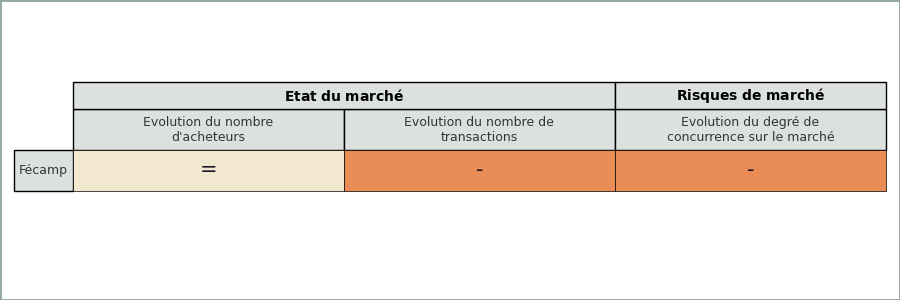 Etat du marché
Risques de marché
Evolution du nombre
d'acheteurs
Evolution du nombre de
transactions
Evolution du degré de
concurrence sur le marché
Fécamp
=
-
-